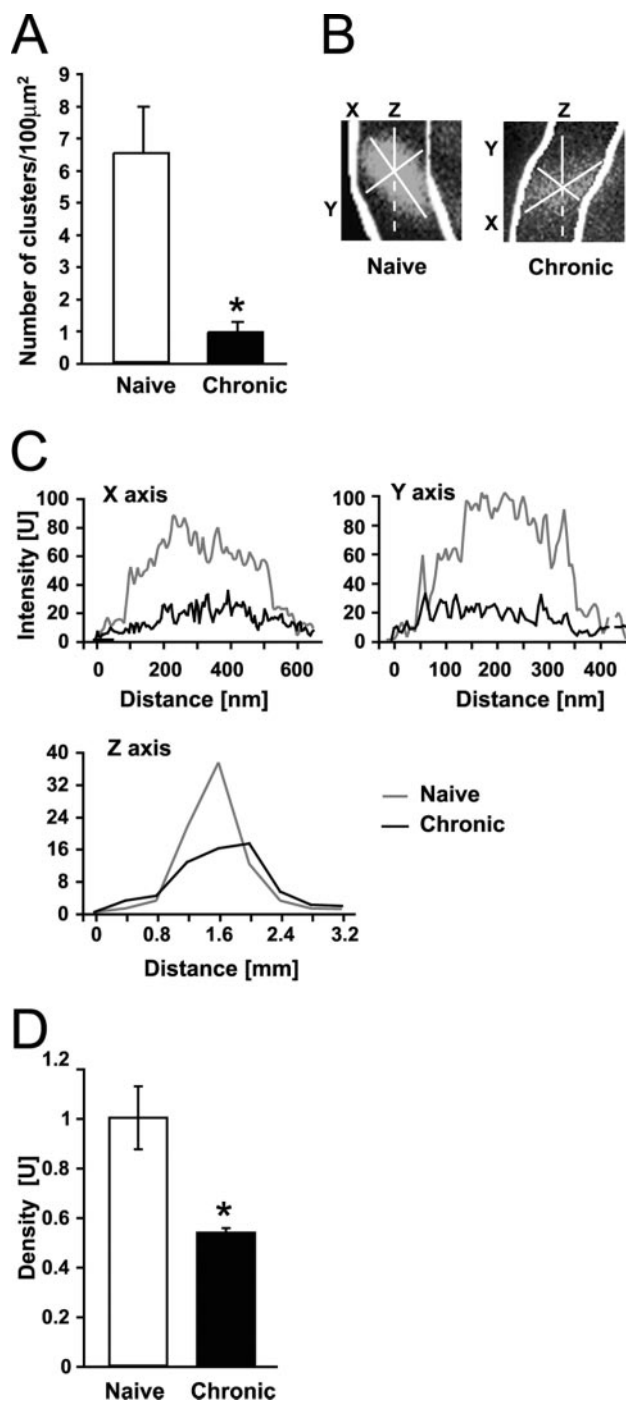 A
Number of clusters/100µm²
9
8
7
6
5
4
3
2
1
0
*
Naive Chronic
B
X Z
Y
Naive
Z
Y
X
Chronic
C
X axis
Intensity [U]
100
80
60
40
20
0
0 200 400 600
Distance [nm]
Y axis
100
80
60
40
20
0
0 100 200 300 400
Distance [nm]
Z axis
40
32
24
16
8
0
0 0.8 1.6 2.4 3.2
Distance [mm]
Naive
Chronic
D
Density [U]
1.2
1
0.8
0.6
0.4
0.2
0
*
Naive Chronic